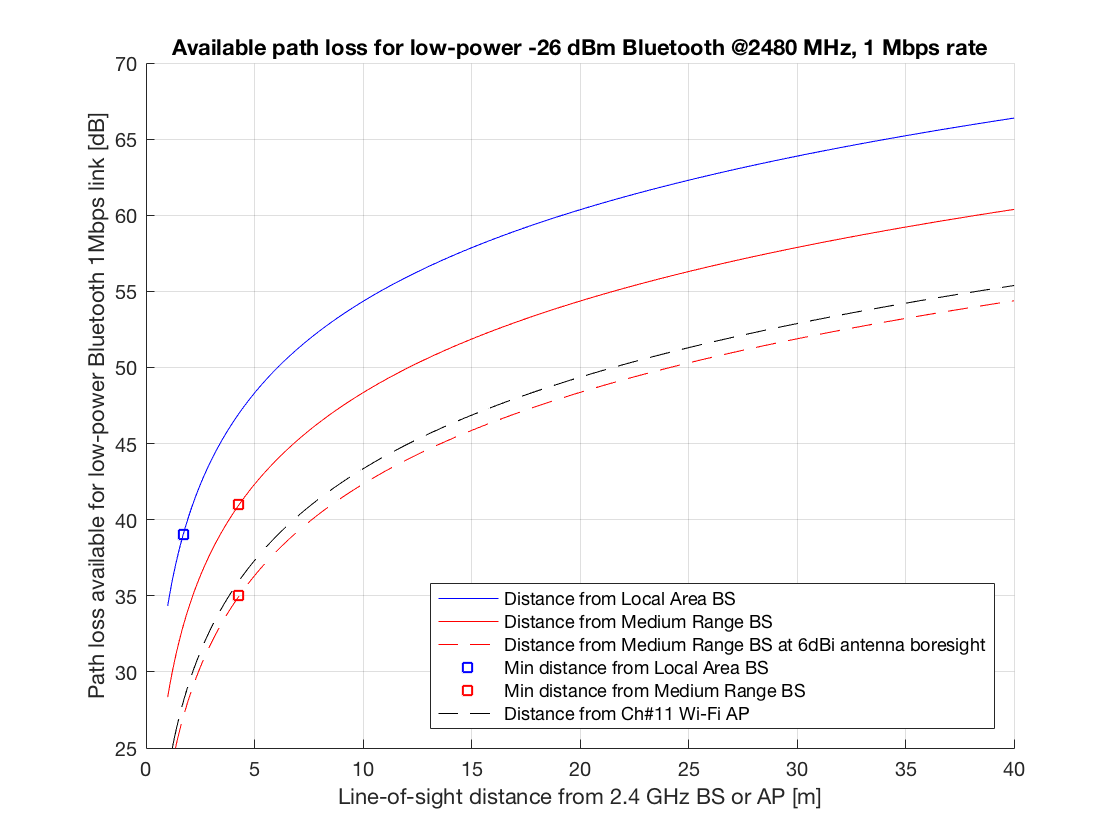 Available path loss for low-power -26 dBm Bluetooth @2480 MHz, 1 Mbps rate
Path loss available for low-power Bluetooth 1Mbps link [dB]
70
65
60
55
50
45
40
35
30
25
Distance from Local Area BS
Distance from Medium Range BS
Distance from Medium Range BS at 6dBi antenna boresight
Min distance from Local Area BS
Min distance from Medium Range BS
Distance from Ch#11 Wi-Fi AP
0 5 10 15 20 25 30 35 40
Line-of-sight distance from 2.4 GHz BS or AP [m]